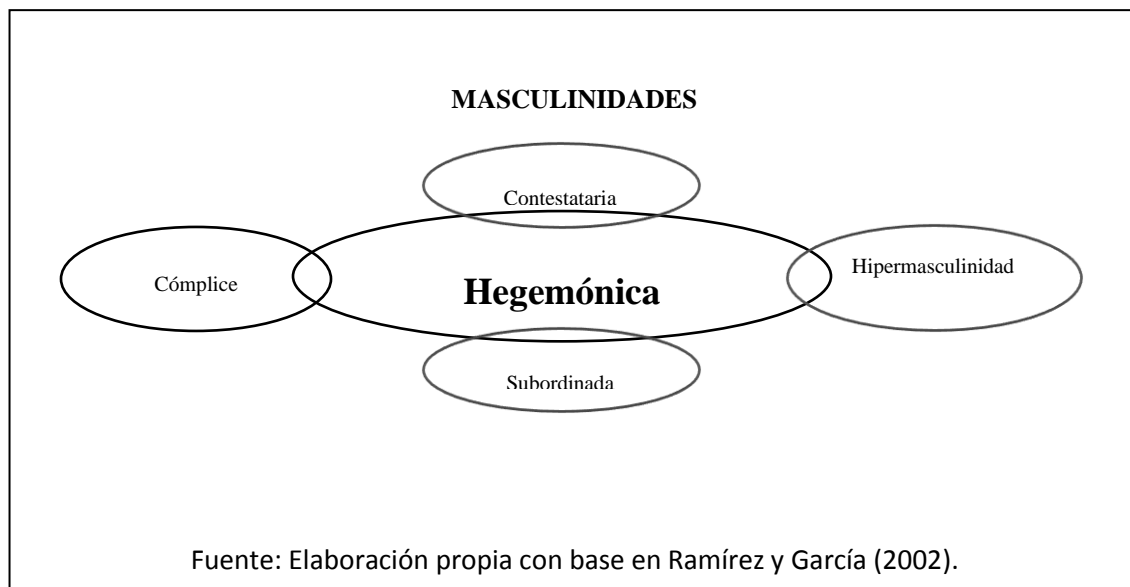 MASCULINIDADES
Contestataria
Cómplice
Hegemónica
Hipermasculinidad
Subordinada
Fuente: Elaboración propia con base en Ramírez y García (2002).